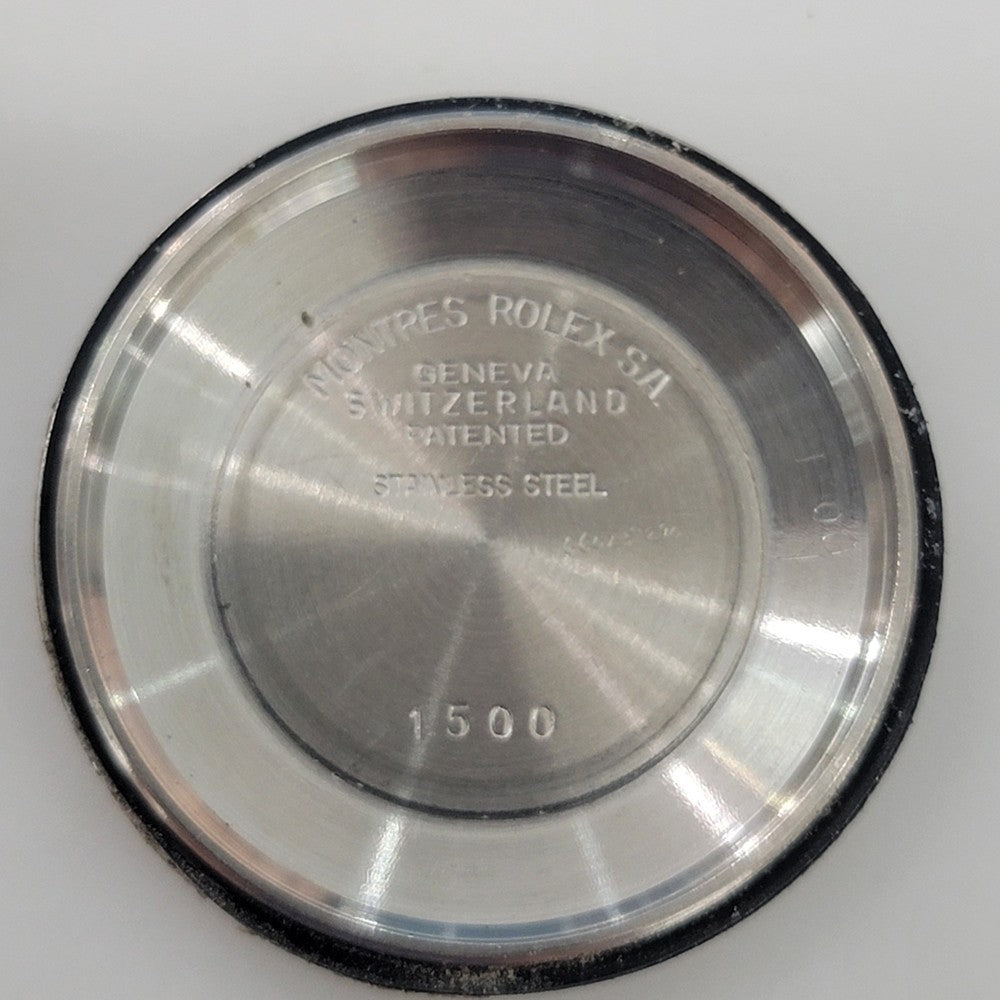 MONTRES ROLEX SA.
GENEVA
SWITZERLAND
PATENTED
STAINLESS STEEL
1500